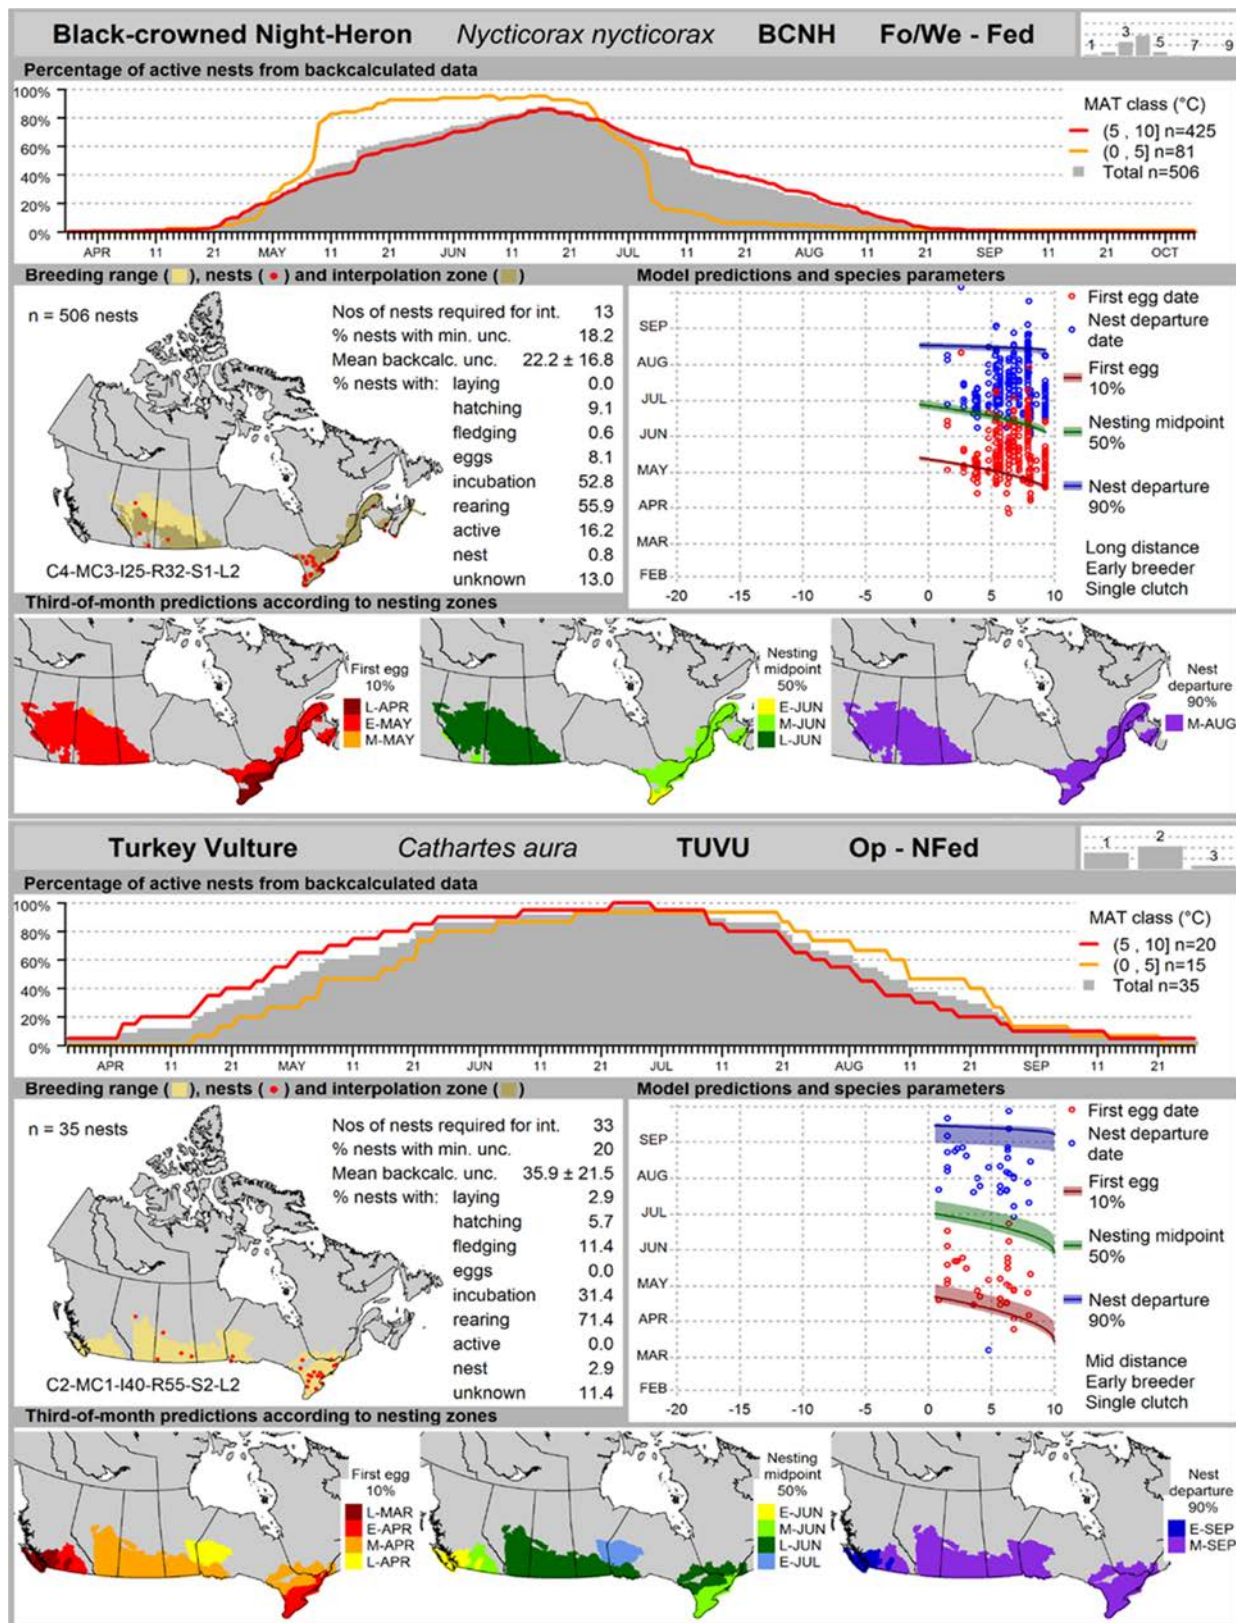 Black-crowned Night-Heron Nycticorax nycticorax BCNH Fo/We - Fed
1 3 5 7 9
Percentage of active nests from backcalculated data
100%
80%
60%
40%
20%
0%
APR 11 21 MAY 11 21 JUN 11 21 JUL 11 21 AUG 11 21 SEP 11 21 OCT
MAT class (°C)
(5 , 10] n=425
(0 , 5] n=81
Total n=506
Breeding range ( ), nests ( ) and interpolation zone ( )
n = 506 nests
Nos of nests required for int. 13
% nests with min. unc. 18.2
Mean backcalc. unc. 22.2 ± 16.8
% nests with: laying 0.0
hatching 9.1
fledging 0.6
eggs 8.1
incubation 52.8
rearing 55.9
active 16.2
nest 0.8
unknown 13.0
C4-MC3-I25-R32-S1-L2
Model predictions and species parameters
SEP
AUG
JUL
JUN
MAY
APR
MAR
FEB
-20 -15 -10 -5 0 5 10
First egg date
Nest departure
date
First egg
10%
Nesting midpoint
50%
Nest departure
90%
Long distance
Early breeder
Single clutch
Third-of-month predictions according to nesting zones
First egg
10%
L-APR
E-MAY
M-MAY
Nesting
midpoint
50%
E-JUN
M-JUN
L-JUN
Nest
departure
90%
M-AUG
Turkey Vulture Cathartes aura TUVU Op - NFed
1 2 3
Percentage of active nests from backcalculated data
100%
80%
60%
40%
20%
0%
APR 11 21 MAY 11 21 JUN 11 21 JUL 11 21 AUG 11 21 SEP 11 21
MAT class (°C)
(5 , 10] n=20
(0 , 5] n=15
Total n=35
Breeding range ( ), nests ( ) and interpolation zone ( )
n = 35 nests
Nos of nests required for int. 33
% nests with min. unc. 20
Mean backcalc. unc. 35.9 ± 21.5
% nests with: laying 2.9
hatching 5.7
fledging 11.4
eggs 0.0
incubation 31.4
rearing 71.4
active 0.0
nest 2.9
unknown 11.4
C2-MC1-I40-R55-S2-L2
Model predictions and species parameters
SEP
AUG
JUL
JUN
MAY
APR
MAR
FEB
-20 -15 -10 -5 0 5 10
First egg date
Nest departure
date
First egg
10%
Nesting midpoint
50%
Nest departure
90%
Mid distance
Early breeder
Single clutch
Third-of-month predictions according to nesting zones
First egg
10%
L-MAR
E-APR
M-APR
L-APR
Nesting
midpoint
50%
E-JUN
M-JUN
L-JUN
E-JUL
Nest
departure
90%
E-SEP
M-SEP